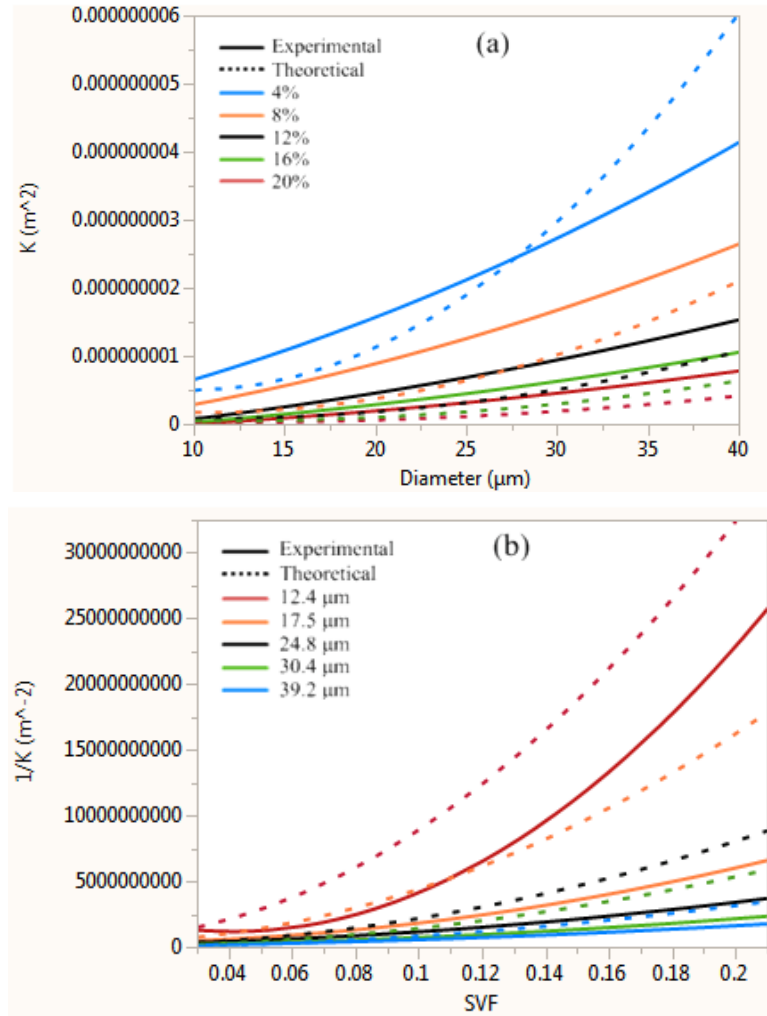 0.000000006
(a)
Experimental
Theoretical
0.000000005
4%
8%
0.000000004
12%
16%
20%
0.000000003
K (m^2)
0.000000002
0.000000001
0
10 15 20 25 30 35 40
Diameter (μm)
(b)
30000000000
Experimental
Theoretical
12.4 μm
25000000000
17.5 μm
24.8 μm
30.4 μm
20000000000
39.2 μm
1/K (m^-2)
15000000000
10000000000
5000000000
0
0.04 0.06 0.08 0.1 0.12 0.14 0.16 0.18 0.2
SVF